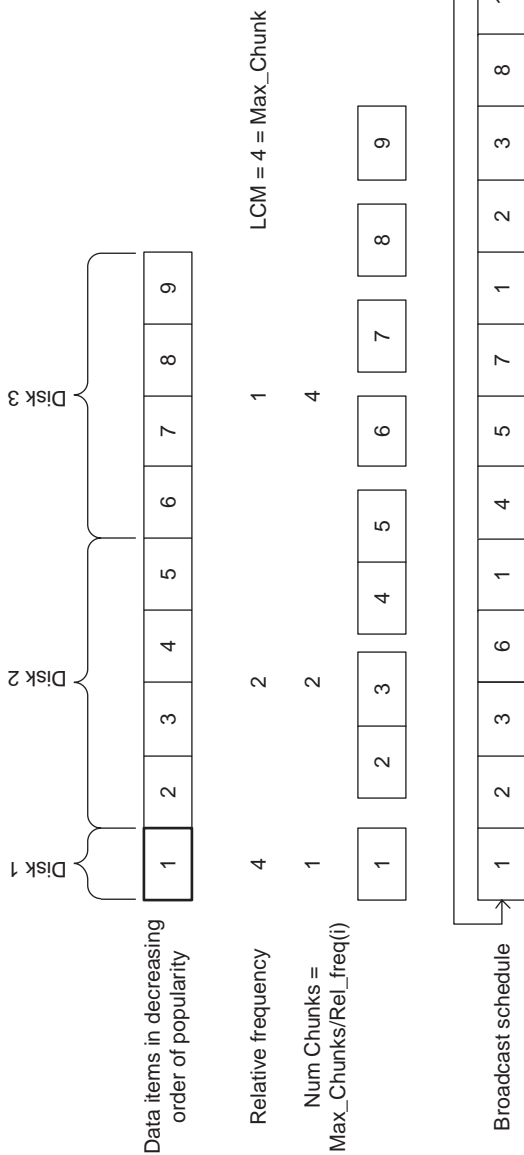 Disk 1 Disk 2 Disk 3
Data items in decreasing
order of popularity
1 2 3 4 5 6 7 8 9
Relative frequency 4 2 1 LCM = 4 = Max_Chunk
Num Chunks =
Max_Chunks/Rel_freq(i)
1 2 4
1 2 3 4 5 6 7 8 9
Broadcast schedule 1 2 3 6 1 4 5 7 1 2 3 8